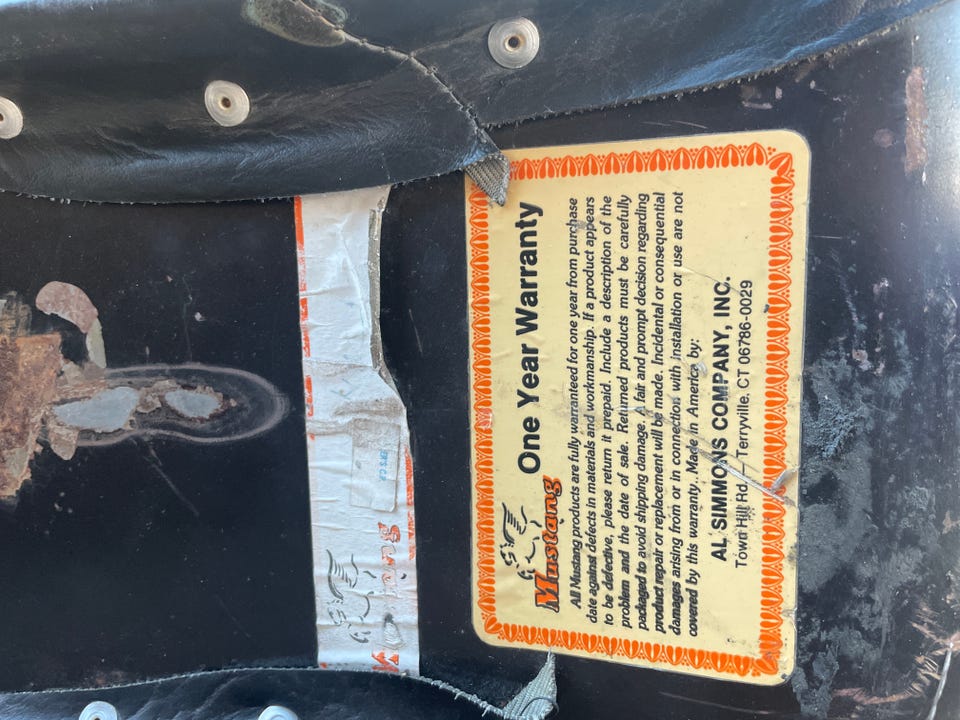 Mustang One Year Warranty
All Mustang products are fully warranteed for one year from purchase
date against defects in materials and workmanship. If a product appears
to be defective, please return it prepaid. Include a description of the
problem and the date of sale. Returned products must be carefully
packaged to avoid shipping damage. A fair and prompt decision regarding
product repair or replacement will be made. Incidental or consequential
damages arising from or in connection with installation or use are not
covered by this warranty. Made in America by:
AL SIMMONS COMPANY, INC.
Town Hill Rd. – Terryville, CT 06786-0029